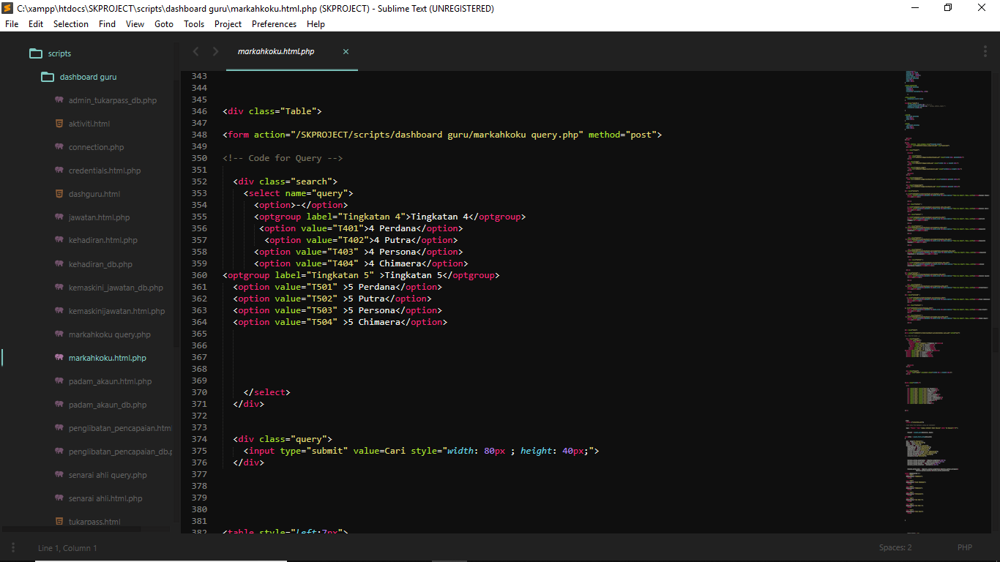 C:\xampp\htdocs\SKPROJECT\scripts\dashboard guru\markahkoku.html.php (SKPROJECT) - Sublime Text (UNREGISTERED)
File Edit Selection Find View Goto Tools Project Preferences Help
scripts
dashboard guru
admin_tukarpass_db.php
aktiviti.html
connection.php
credentials.html.php
dashguru.html
jawatan.html.php
kehadiran.html.php
kehadiran_db.php
kemaskini_jawatan_db.php
kemaskinijawatan.html.php
markahkoku query.php
markahkoku.html.php
padam_akaun.html.php
padam_akaun_db.php
penglibatan_pencapaian.html
penglibatan_pencapaian_db.p
senarai ahli query.php
senarai ahli.html.php
tukarpass.html
markahkoku.html.php
343
344
345
346 <div class="Table">
347
348 <form action="/SKPROJECT/scripts/dashboard guru/markahkoku query.php" method="post">
349
350 <!-- Code for Query -->
351
352 <div class="search">
353 <select name="query">
354 <option>-</option>
355 <optgroup label="Tingkatan 4">Tingkatan 4</optgroup>
356 <option value="T401">4 Perdana</option>
357 <option value="T402">4 Putra</option>
358 <option value="T403" >4 Persona</option>
359 <option value="T404" >4 Chimaera</option>
360 <optgroup label="Tingkatan 5" >Tingkatan 5</optgroup>
361 <option value="T501" >5 Perdana</option>
362 <option value="T502" >5 Putra</option>
363 <option value="T503" >5 Persona</option>
364 <option value="T504" >5 Chimaera</option>
365
366
367
368
369
370 </select>
371 </div>
372
373
374 <div class="query">
375 <input type="submit" value=Cari style="width: 80px ; height: 40px;">
376 </div>
377
378
379
380
381
382 <table style="left:7px">
Line 1, Column 1
Spaces: 2
PHP